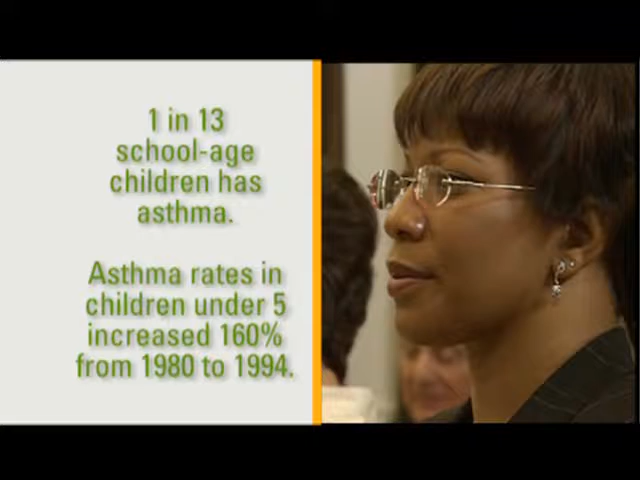 1 in 13
school-age
children has
asthma.
Asthma rates in
children under 5
increased 160%
from 1980 to 1994.